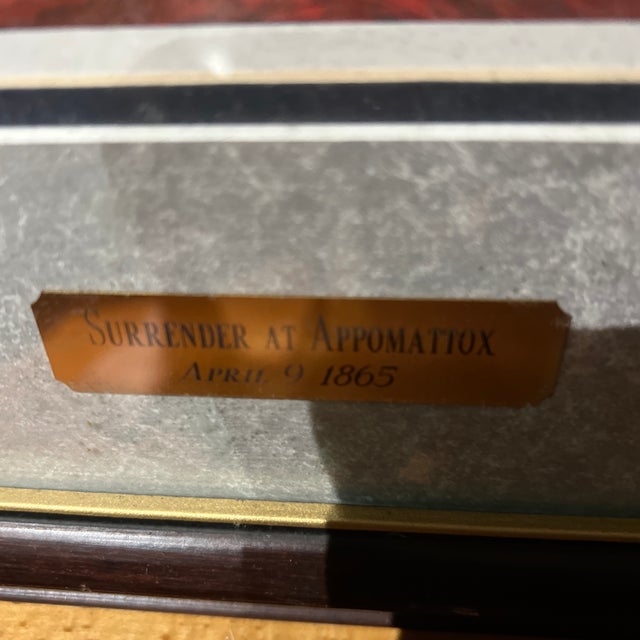 Surrender at Appomattox
April 9 1865